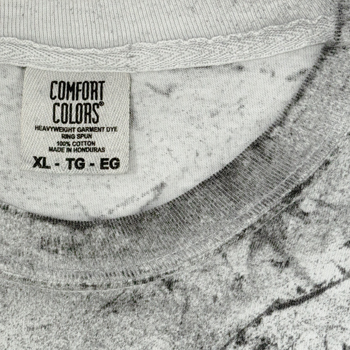 COMFORT
COLORS®
HEAVYWEIGHT GARMENT DYE
RING SPUN
100% COTTON
MADE IN HONDURAS
XL - TG - EG